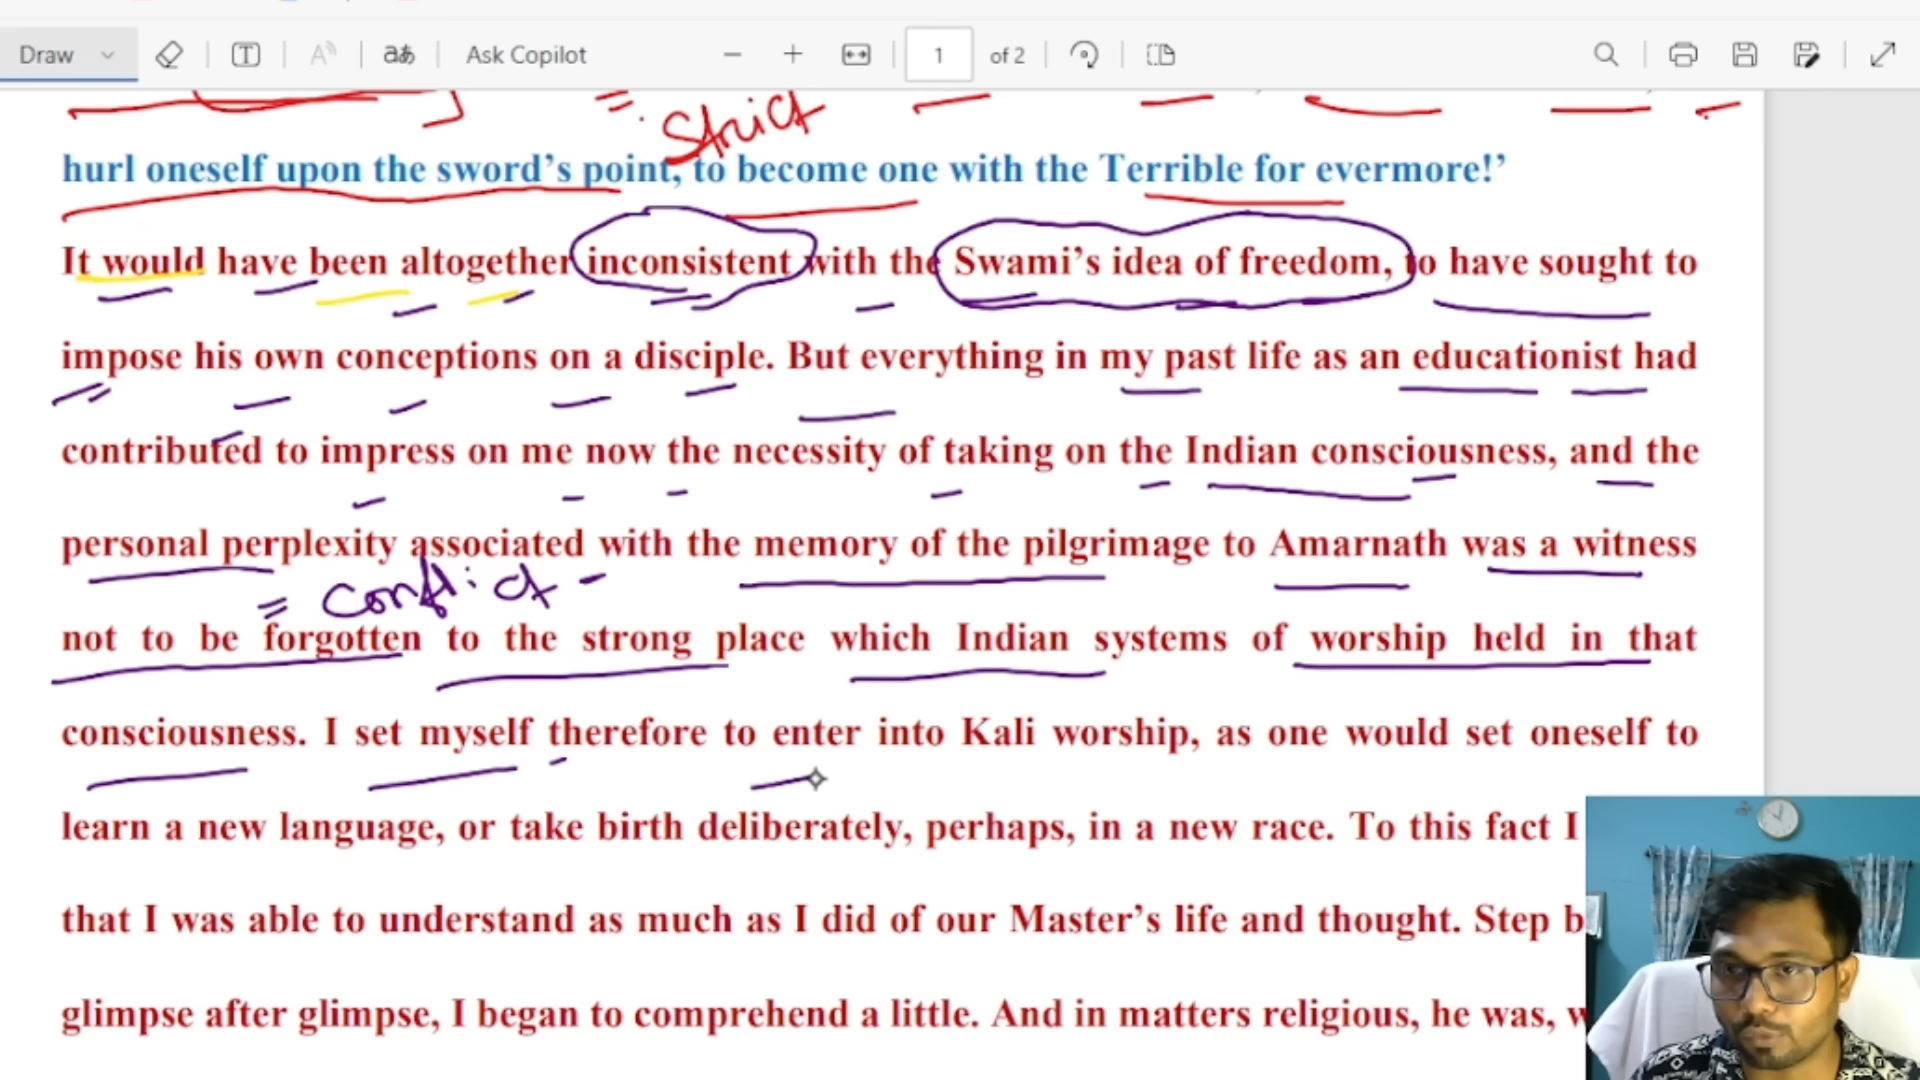 Draw
aあ
Ask Copilot
1 of 2
= Strict
hurl oneself upon the sword’s point, to become one with the Terrible for evermore!’
It would have been altogether inconsistent with the Swami’s idea of freedom, to have sought to
impose his own conceptions on a disciple. But everything in my past life as an educationist had
contributed to impress on me now the necessity of taking on the Indian consciousness, and the
personal perplexity associated with the memory of the pilgrimage to Amarnath was a witness
= Conflict -
not to be forgotten to the strong place which Indian systems of worship held in that
consciousness. I set myself therefore to enter into Kali worship, as one would set oneself to
learn a new language, or take birth deliberately, perhaps, in a new race. To this fact I
that I was able to understand as much as I did of our Master’s life and thought. Step
glimpse after glimpse, I began to comprehend a little. And in matters religious, he was,